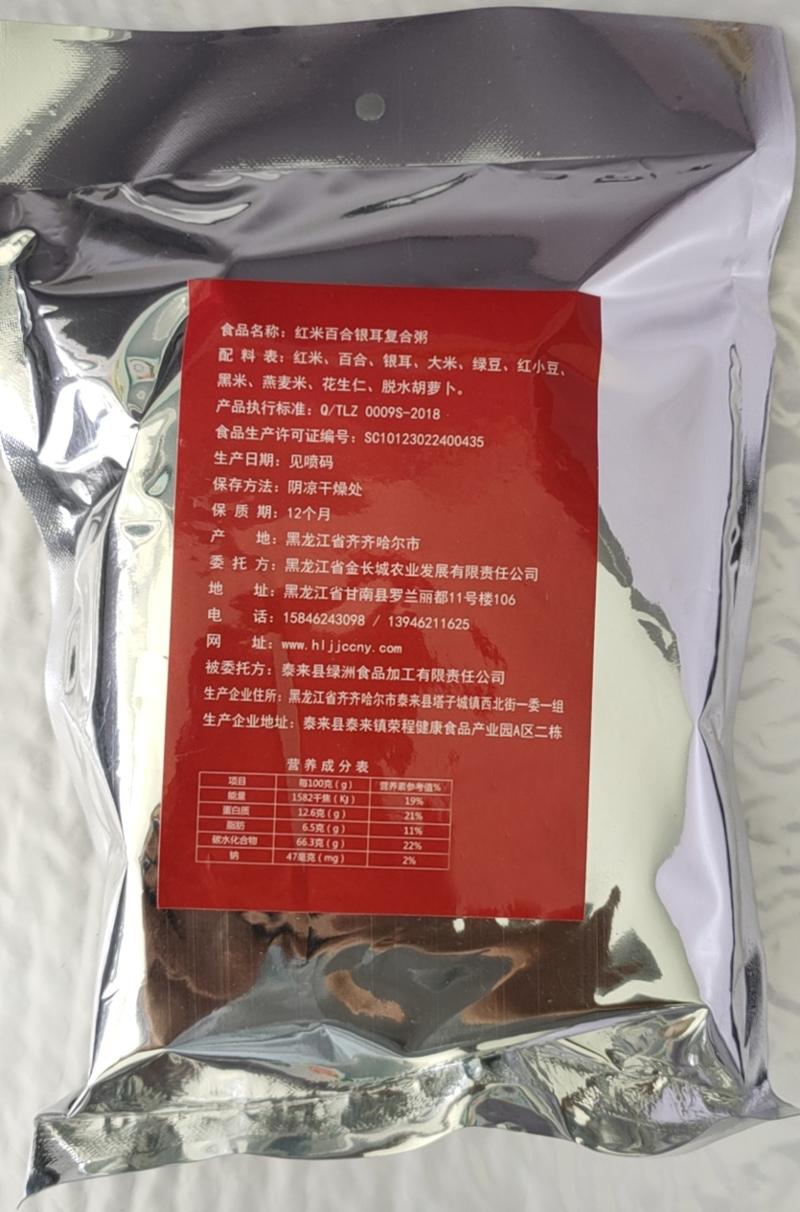 食品名称：红米百合银耳复合粥
配 料 表：红米、百合、银耳、大米、绿豆、红小豆、
黑米、燕麦米、花生仁、脱水胡萝卜。
产品执行标准：Q/TLZ 0009S-2018
食品生产许可证编号：SC10123022400435
生产日期：见喷码
保存方法：阴凉干燥处
保 质 期：12个月
产 地：黑龙江省齐齐哈尔市
委 托 方：黑龙江省金长城农业发展有限责任公司
地 址：黑龙江省甘南县罗兰丽都11号楼106
电 话：15846243098 / 13946211625
网 址：www.hljjccny.com
被委托方：泰来县绿洲食品加工有限责任公司
生产企业住所：黑龙江省齐齐哈尔市泰来县塔子城镇西北街一委一组
生产企业地址：泰来县泰来镇荣程健康食品产业园A区二栋
营养成分表
项目 每100克（g） 营养素参考值%
能量 1582千焦（KJ） 19%
蛋白质 12.6克（g） 21%
脂肪 6.5克（g） 11%
碳水化合物 66.3克（g） 22%
钠 47毫克（mg） 2%